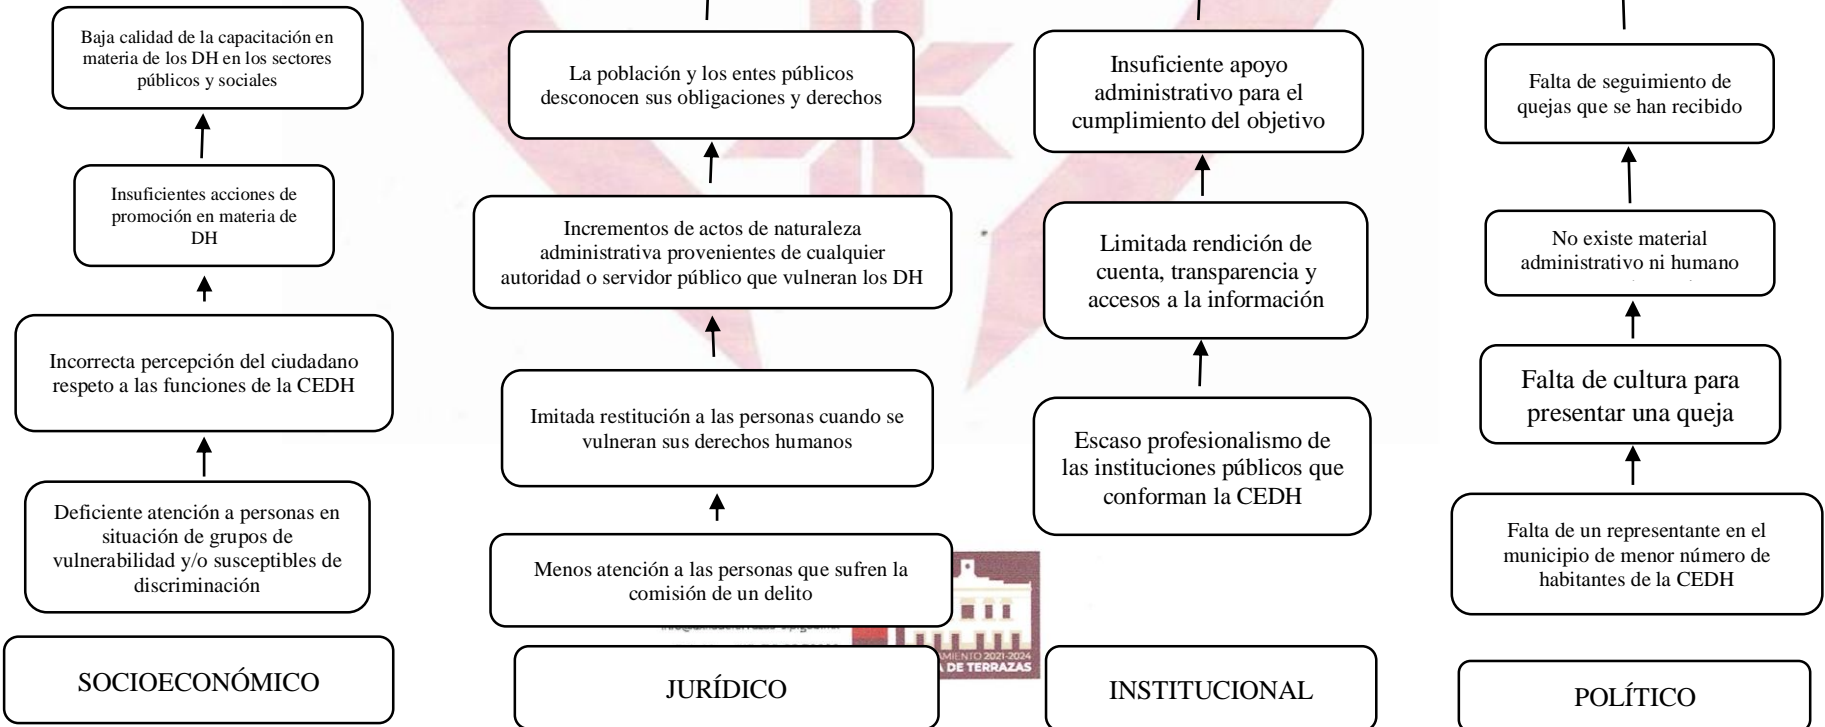 Baja calidad de la capacitación en
materia de los DH en los sectores
públicos y sociales
Insuficientes acciones de
promoción en materia de
DH
Incorrecta percepción del ciudadano
respeto a las funciones de la CEDH
Deficiente atención a personas en
situación de grupos de
vulnerabilidad y/o susceptibles de
discriminación
SOCIOECONÓMICO
La población y los entes públicos
desconocen sus obligaciones y derechos
Incrementos de actos de naturaleza
administrativa provenientes de cualquier
autoridad o servidor público que vulneran los DH
Imitada restitución a las personas cuando se
vulneran sus derechos humanos
Menos atención a las personas que sufren la
comisión de un delito
JURÍDICO
2021-2024
DE TERRAZAS
Insuficiente apoyo
administrativo para el
cumplimiento del objetivo
Limitada rendición de
cuenta, transparencia y
accesos a la información
Escaso profesionalismo de
las instituciones públicos que
conforman la CEDH
INSTITUCIONAL
Falta de seguimiento de
quejas que se han recibido
No existe material
administrativo ni humano
Falta de cultura para
presentar una queja
Falta de un representante en el
municipio de menor número de
habitantes de la CEDH
POLÍTICO